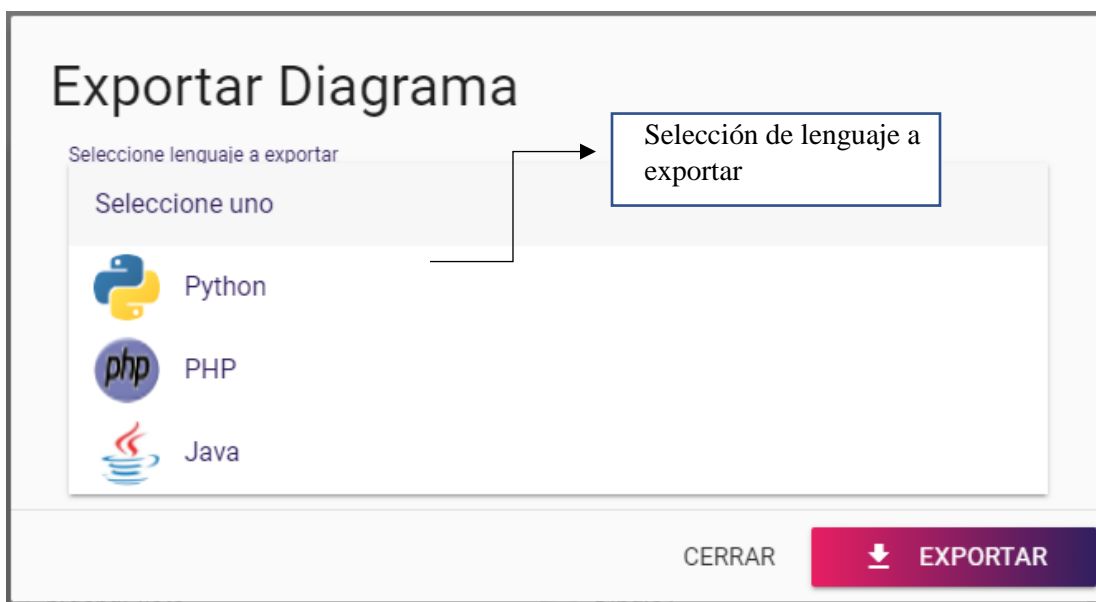 Exportar Diagrama
Selección de lenguaje a
exportar
Seleccione lenguaje a exportar
Seleccione uno
Python
php
PHP
Java
CERRAR
EXPORTAR